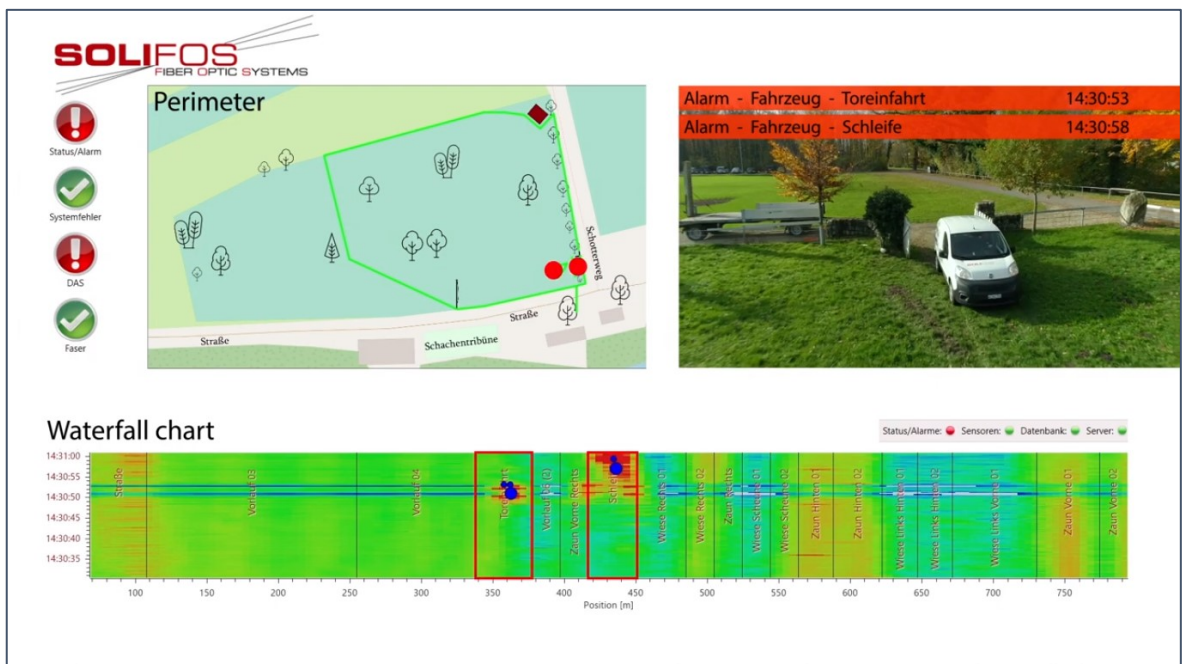 SOLIFOS
FIBER OPTIC SYSTEMS
Status/Alarm
Systemfehler
DAS
Faser
Perimeter
Schotterweg
Straße
Straße
Schachentribüne
Alarm - Fahrzeug - Toreinfahrt 14:30:53
Alarm - Fahrzeug - Schleife 14:30:58
Waterfall chart
Status/Alarme: Sensoren: Datenbank: Server:
14:31:00
14:30:55
14:30:50
14:30:45
14:30:40
14:30:35
Straße
Vorlauf 03
Vorlauf 04
Zaun Vorne Rechts
Wiese Rechts 01
Wiese Rechts 02
Zaun Rechts
Wiese Scheune 01
Wiese Scheune 02
Zaun Hinten 01
Zaun Hinten 02
Wiese Links Hinten 01
Wiese Links Hinten 02
Wiese Links Vorne 01
Zaun Vorne 01
Zaun Vorne 02
100 150 200 250 300 350 400 450 500 550 600 650 700 750
Position [m]